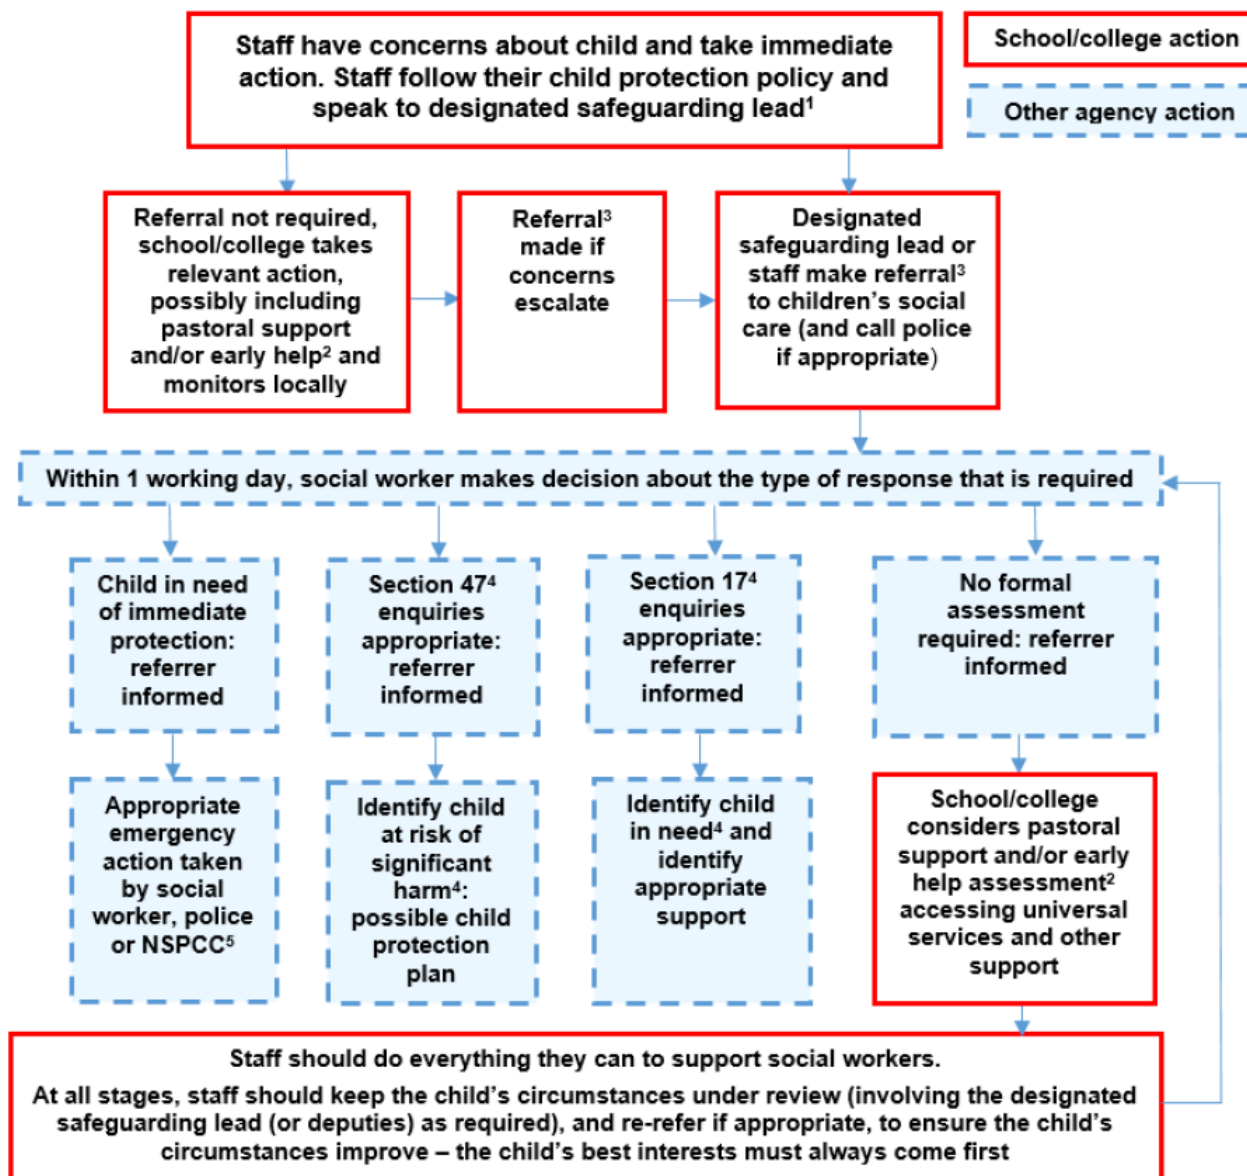 Staff have concerns about child and take immediate
action. Staff follow their child protection policy and
speak to designated safeguarding lead¹
School/college action
Other agency action
Referral not required,
school/college takes
relevant action,
possibly including
pastoral support
and/or early help² and
monitors locally
Referral³
made if
concerns
escalate
Designated
safeguarding lead or
staff make referral³
to children’s social
care (and call police
if appropriate)
Within 1 working day, social worker makes decision about the type of response that is required
Child in need
of immediate
protection:
referrer
informed
Section 47⁴
enquiries
appropriate:
referrer
informed
Section 17⁴
enquiries
appropriate:
referrer
informed
No formal
assessment
required: referrer
informed
Appropriate
emergency
action taken
by social
worker, police
or NSPCC⁵
Identify child
at risk of
significant
harm⁴:
possible child
protection
plan
Identify child
in need⁴ and
identify
appropriate
support
School/college
considers pastoral
support and/or early
help assessment²
accessing universal
services and other
support
Staff should do everything they can to support social workers.
At all stages, staff should keep the child’s circumstances under review (involving the designated
safeguarding lead (or deputies) as required), and re-refer if appropriate, to ensure the child’s
circumstances improve – the child’s best interests must always come first